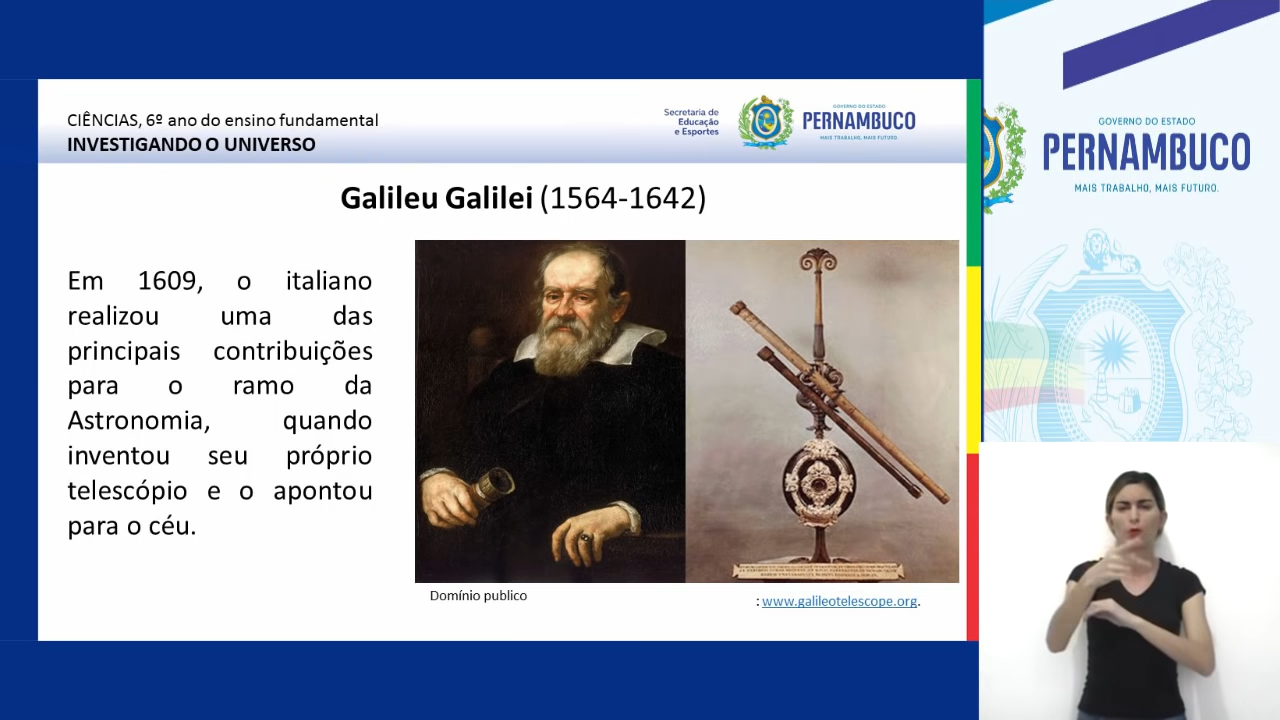 CIÊNCIAS, 6º ano do ensino fundamental
INVESTIGANDO O UNIVERSO
Secretaria de
Educação
e Esportes
GOVERNO DO ESTADO
PERNAMBUCO
MAIS TRABALHO, MAIS FUTURO.
Galileu Galilei (1564-1642)
Em 1609, o italiano
realizou uma das
principais contribuições
para o ramo da
Astronomia, quando
inventou seu próprio
telescópio e o apontou
para o céu.
Domínio publico
: www.galileotelescope.org.
GOVERNO DO ESTADO
PERNAMBUCO
MAIS TRABALHO, MAIS FUTURO.